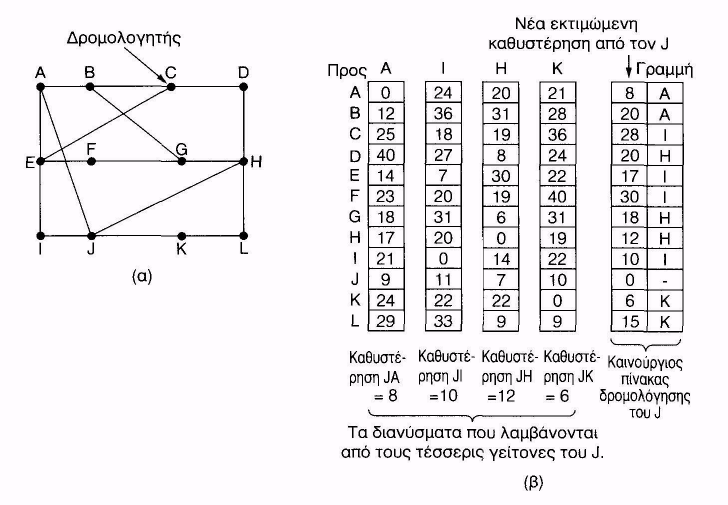 Δρομολογητής
A B C D
E F G H
I J K L
(α)
Νέα εκτιμώμενη
καθυστέρηση από τον J
Προς A I H K Γραμμή
A 0 24 20 21 8 A
B 12 36 31 28 20 A
C 25 18 19 36 28 I
D 40 27 8 24 20 H
E 14 7 30 22 17 I
F 23 20 19 40 30 I
G 18 31 6 31 18 H
H 17 20 0 19 12 H
I 21 0 14 22 10 I
J 9 11 7 10 0 -
K 24 22 22 0 6 K
L 29 33 9 9 15 K
Καθυστέ- Καθυστέ- Καθυστέ- Καθυστέ- Καινούργιος
ρηση JA ρηση JI ρηση JH ρηση JK πίνακας
= 8 =10 =12 = 6 δρομολόγησης
του J
Τα διανύσματα που λαμβάνονται
από τους τέσσερις γείτονες του J.
(β)